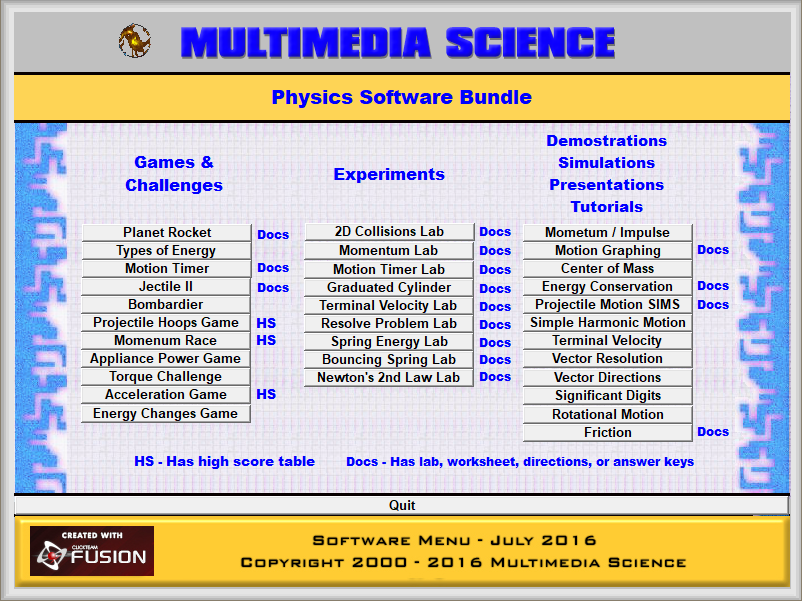 MULTIMEDIA SCIENCE
Physics Software Bundle
Games &
Challenges
Planet Rocket Docs
Types of Energy
Motion Timer Docs
Jectile II Docs
Bombardier
Projectile Hoops Game HS
Momenum Race HS
Appliance Power Game
Torque Challenge
Acceleration Game HS
Energy Changes Game
Experiments
2D Collisions Lab Docs
Momentum Lab Docs
Motion Timer Lab Docs
Graduated Cylinder Docs
Terminal Velocity Lab Docs
Resolve Problem Lab Docs
Spring Energy Lab Docs
Bouncing Spring Lab Docs
Newton's 2nd Law Lab Docs
Demostrations
Simulations
Presentations
Tutorials
Mometum / Impulse
Motion Graphing Docs
Center of Mass
Energy Conservation Docs
Projectile Motion SIMS Docs
Simple Harmonic Motion
Terminal Velocity
Vector Resolution
Vector Directions
Significant Digits
Rotational Motion
Friction Docs
HS - Has high score table
Docs - Has lab, worksheet, directions, or answer keys
Quit
CREATED WITH
CLICKTEAM
FUSION
Software Menu - July 2016
Copyright 2000 - 2016 Multimedia Science